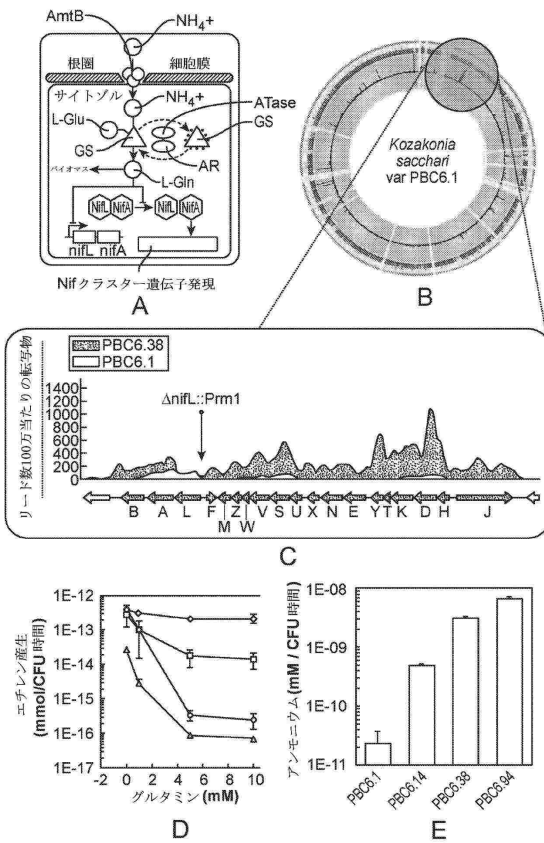 AmtB
NH4+
根圏
細胞膜
サイトゾル
NH4+
ATase
L-Glu
GS
GS
AR
バイオマス
L-Gln
NifL
NifA
NifL
NifA
nifL
nifA
Nifクラスター遺伝子発現
A
Kozakonia
sacchari
var PBC6.1
B
PBC6.38
PBC6.1
リード数100万当たりの転写物
1400
1200
1000
800
600
400
200
0
ΔnifL::Prm1
B A L F M Z W V S U X N E Y T K D H J
C
エチレン産生
(mmol/CFU 時間)
1E-12
1E-13
1E-14
1E-15
1E-16
1E-17
0 2 4 6 8 10
グルタミン(mM)
D
アンモニウム(mM / CFU 時間)
1E-08
1E-09
1E-10
1E-11
PBC6.1
PBC6.14
PBC6.38
PBC6.94
E